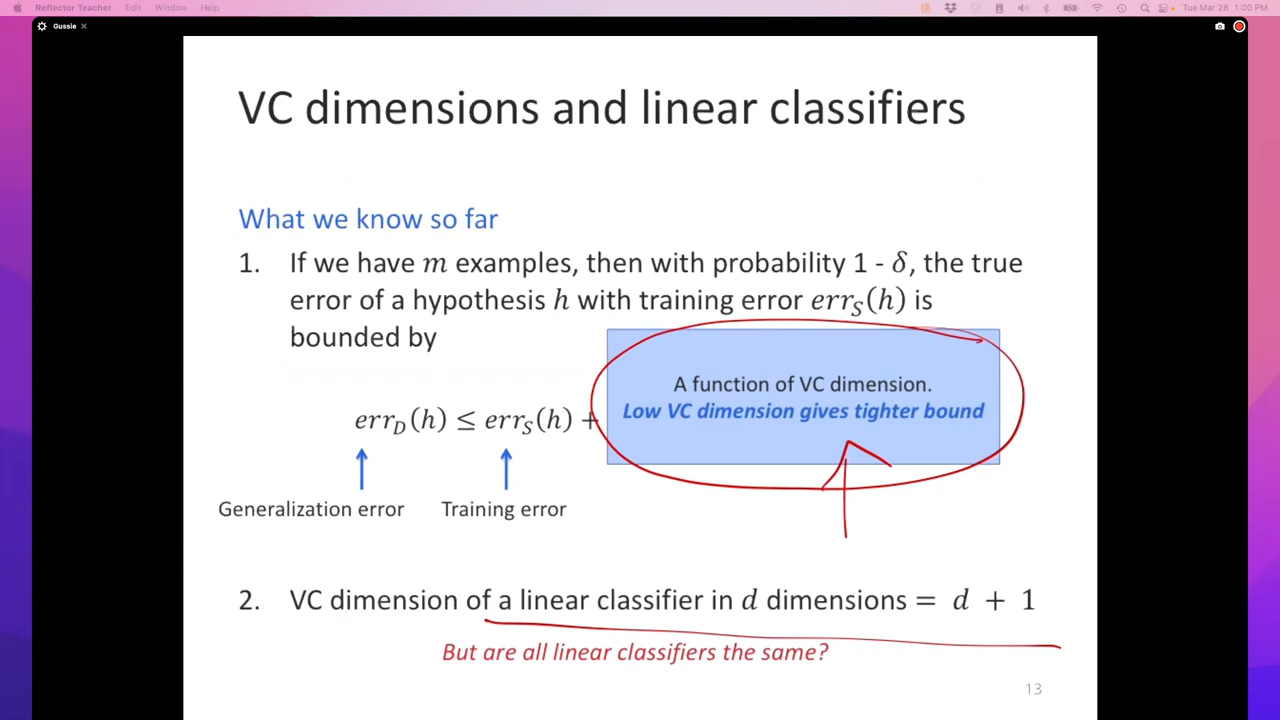 Reflector Teacher Edit Window Help Tue Mar 28 1:00 PM
Gussie
VC dimensions and linear classifiers
What we know so far
1. If we have m examples, then with probability 1 - δ, the true
error of a hypothesis h with training error err_S(h) is
bounded by
A function of VC dimension.
Low VC dimension gives tighter bound
err_D(h) ≤ err_S(h) +
Generalization error Training error
2. VC dimension of a linear classifier in d dimensions = d + 1
But are all linear classifiers the same?
13